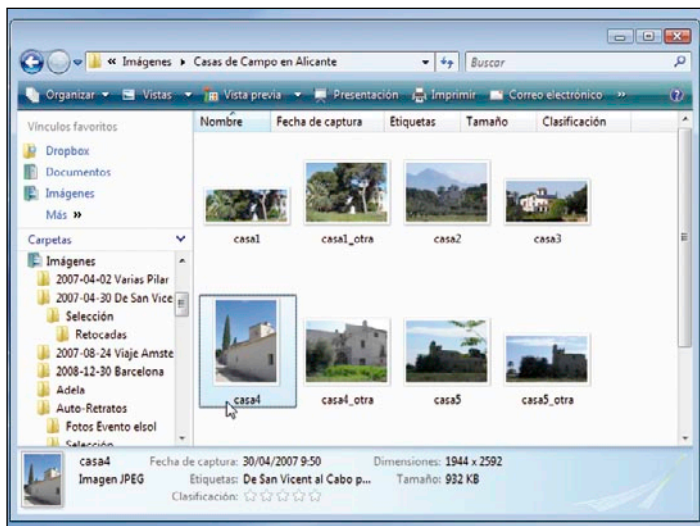 « Imágenes ▸ Casas de Campo en Alicante
Buscar
Organizar Vistas Vista previa Presentación Imprimir Correo electrónico »
Vínculos favoritos
Dropbox
Documentos
Imágenes
Más »
Carpetas
Imágenes
2007-04-02 Varias Pilar
2007-04-30 De San Vice
Selección
Retocadas
2007-08-24 Viaje Amste
2008-12-30 Barcelona
Adela
Auto-Retratos
Fotos Evento elsol
Selección
Nombre Fecha de captura Etiquetas Tamaño Clasificación
casa1 casa1_otra casa2 casa3
casa4 casa4_otra casa5 casa5_otra
casa4 Fecha de captura: 30/04/2007 9:50 Dimensiones: 1944 x 2592
Imagen JPEG Etiquetas: De San Vicent al Cabo p... Tamaño: 932 KB
Clasificación: